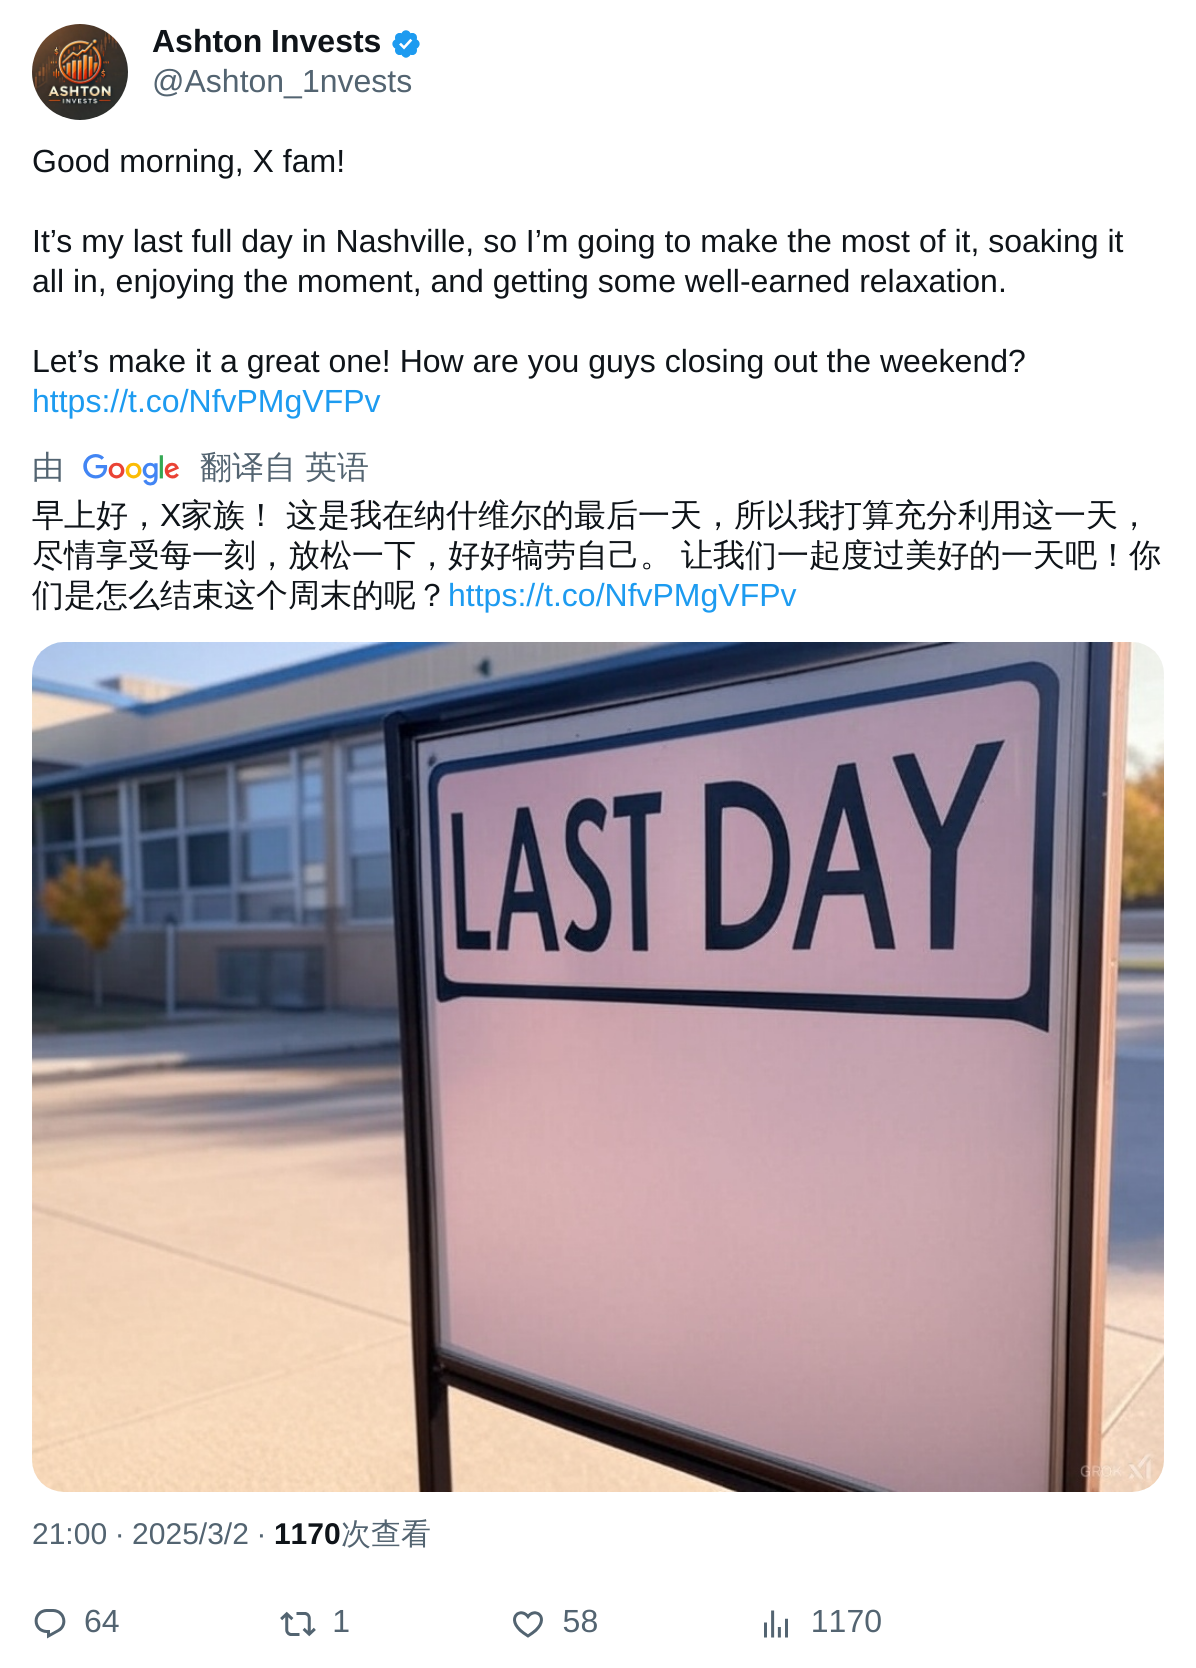 Ashton Invests
@Ashton_1nvests
ASHTON
INVESTS
Good morning, X fam!
It’s my last full day in Nashville, so I’m going to make the most of it, soaking it
all in, enjoying the moment, and getting some well-earned relaxation.
Let’s make it a great one! How are you guys closing out the weekend?
https://t.co/NfvPMgVFPv
由 Google 翻译自 英语
早上好，X家族！ 这是我在纳什维尔的最后一天，所以我打算充分利用这一天，
尽情享受每一刻，放松一下，好好犒劳自己。 让我们一起度过美好的一天吧！你
们是怎么结束这个周末的呢？https://t.co/NfvPMgVFPv
LAST DAY
GROK
21:00 · 2025/3/2 · 1170次查看
64 1 58 1170